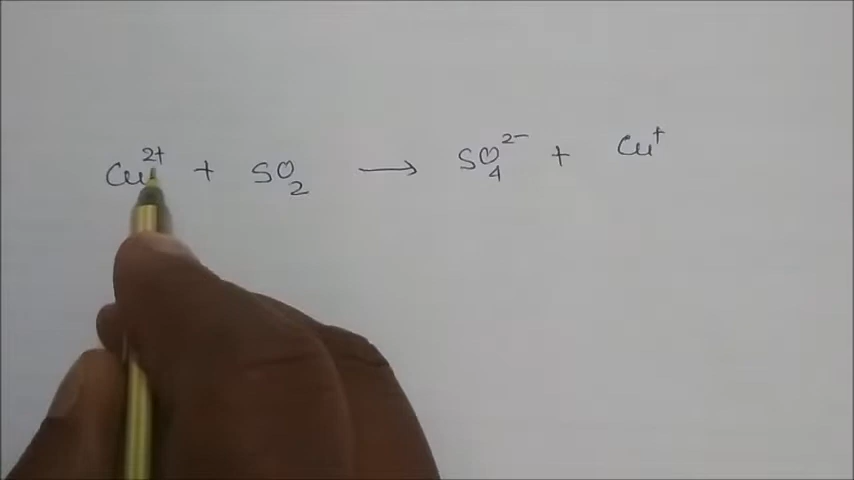 Cu²⁺ + SO₂ → SO₄²⁻ + Cu⁺